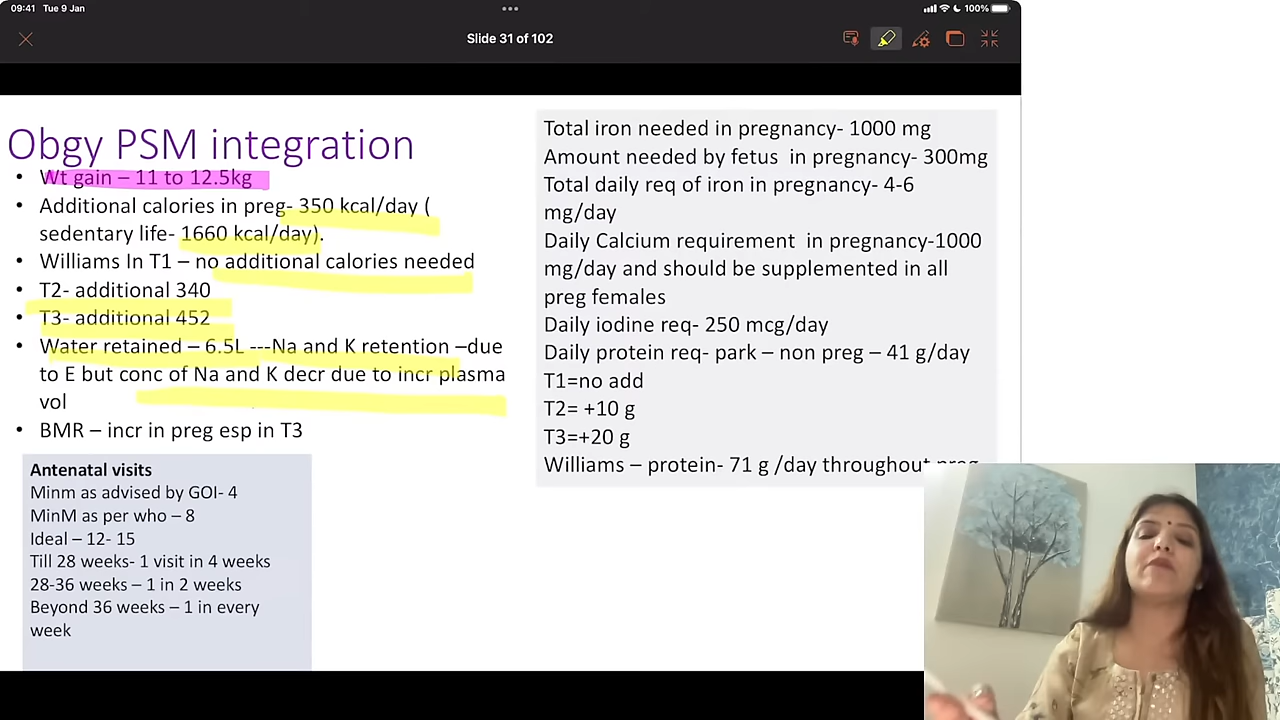 09:41 Tue 9 Jan
100%
Slide 31 of 102
Obgy PSM integration
• Wt gain – 11 to 12.5kg
• Additional calories in preg- 350 kcal/day (
sedentary life- 1660 kcal/day).
• Williams In T1 – no additional calories needed
• T2- additional 340
• T3- additional 452
• Water retained – 6.5L ---Na and K retention –due
to E but conc of Na and K decr due to incr plasma
vol
• BMR – incr in preg esp in T3
Antenatal visits
Minm as advised by GOI- 4
MinM as per who – 8
Ideal – 12- 15
Till 28 weeks- 1 visit in 4 weeks
28-36 weeks – 1 in 2 weeks
Beyond 36 weeks – 1 in every
week
Total iron needed in pregnancy- 1000 mg
Amount needed by fetus in pregnancy- 300mg
Total daily req of iron in pregnancy- 4-6
mg/day
Daily Calcium requirement in pregnancy-1000
mg/day and should be supplemented in all
preg females
Daily iodine req- 250 mcg/day
Daily protein req- park – non preg – 41 g/day
T1=no add
T2= +10 g
T3=+20 g
Williams – protein- 71 g /day throughout preg